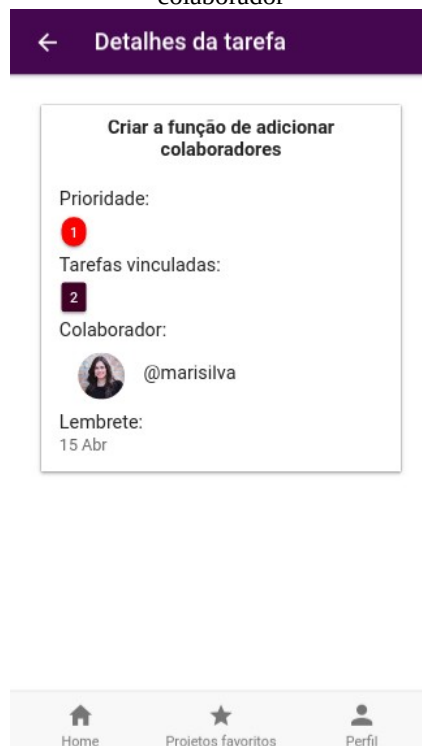 colaborador
Detalhes da tarefa
Criar a função de adicionar
colaboradores
Prioridade:
1
Tarefas vinculadas:
2
Colaborador:
@marisilva
Lembrete:
15 Abr
Home Projetos favoritos Perfil